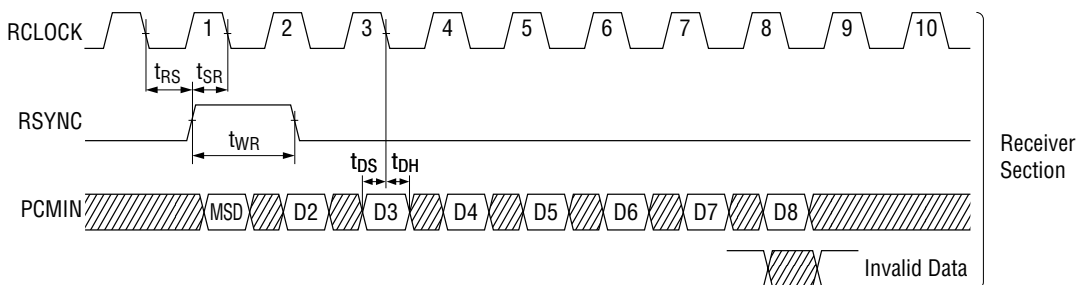 RCLOCK 1 2 3 4 5 6 7 8 9 10
tRS tSR
RSYNC
tWR
tDS tDH
Receiver
Section
PCMIN MSD D2 D3 D4 D5 D6 D7 D8
Invalid Data